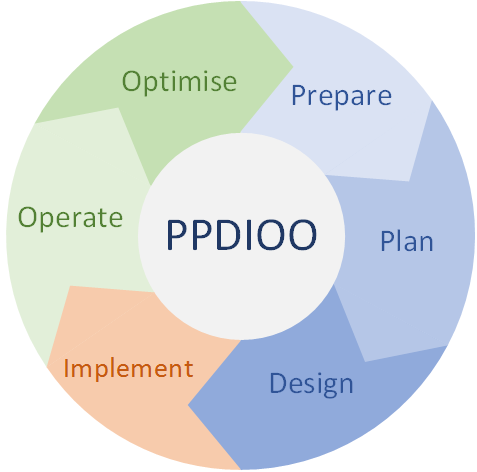 PPDIOO
Prepare
Plan
Design
Implement
Operate
Optimise